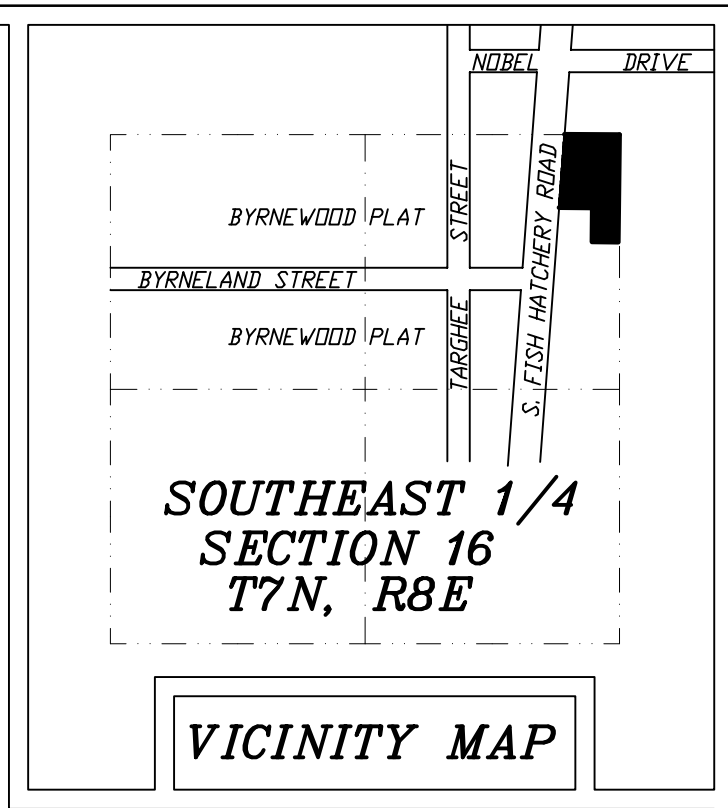 NOBEL DRIVE
STREET
S. FISH HATCHERY ROAD
BYRNEWOOD PLAT
BYRNELAND STREET
TARGHEE
BYRNEWOOD PLAT
SOUTHEAST 1/4
SECTION 16
T7N, R8E
VICINITY MAP